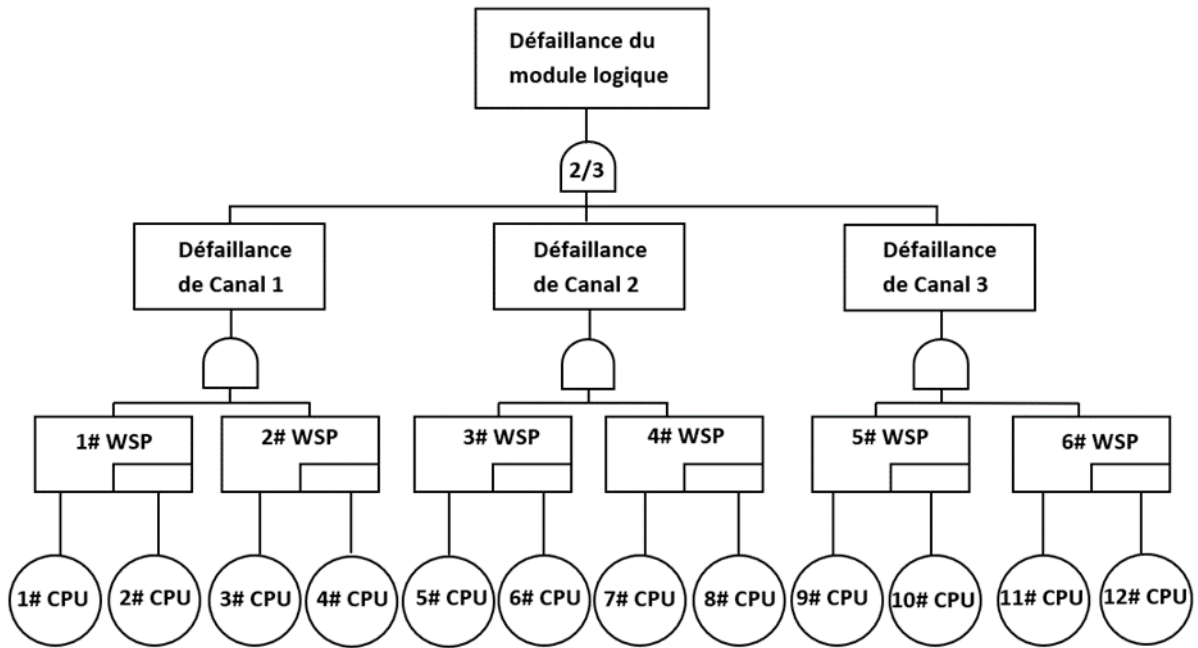 Défaillance du
module logique
2/3
Défaillance
de Canal 1
Défaillance
de Canal 2
Défaillance
de Canal 3
1# WSP
2# WSP
3# WSP
4# WSP
5# WSP
6# WSP
1# CPU
2# CPU
3# CPU
4# CPU
5# CPU
6# CPU
7# CPU
8# CPU
9# CPU
10# CPU
11# CPU
12# CPU